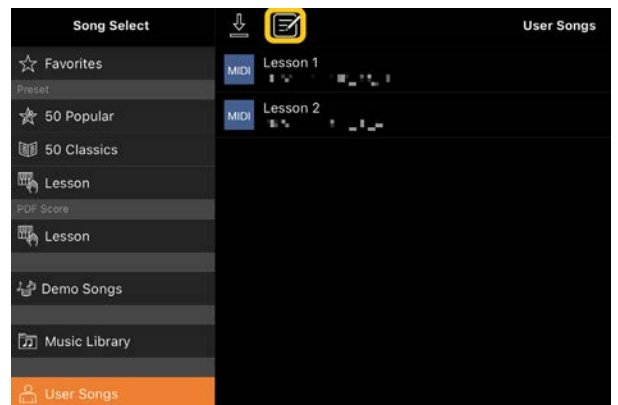 Song Select
User Songs
Favorites
Preset
50 Popular
50 Classics
Lesson
PDF Score
Lesson
Demo Songs
Music Library
User Songs
MIDI
Lesson 1
MIDI
Lesson 2